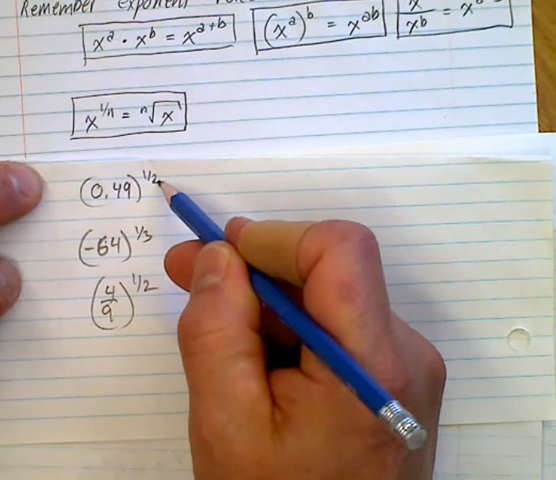 Remember exponent
x^a · x^b = x^(a+b) (x^a)^b = x^(ab) x/x^b = x
x^(1/n) = ⁿ√x
(0.49)^(1/2)
(-64)^(1/3)
(4/9)^(1/2)